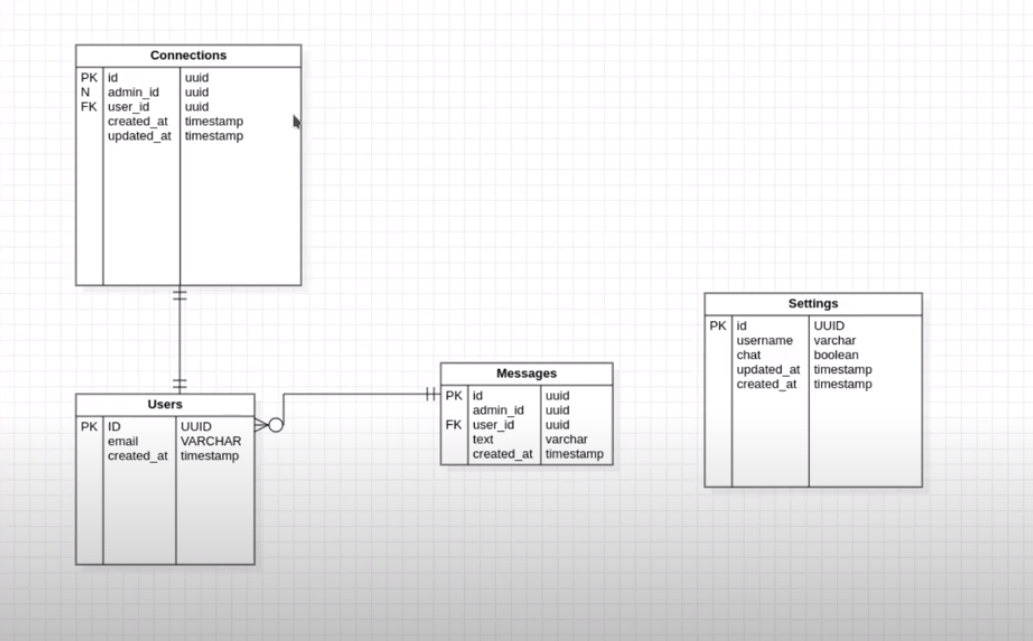 Connections
PK id uuid
N admin_id uuid
FK user_id uuid
created_at timestamp
updated_at timestamp
Users
PK ID UUID
email VARCHAR
created_at timestamp
Messages
PK id uuid
admin_id uuid
FK user_id uuid
text varchar
created_at timestamp
Settings
PK id UUID
username varchar
chat boolean
updated_at timestamp
created_at timestamp